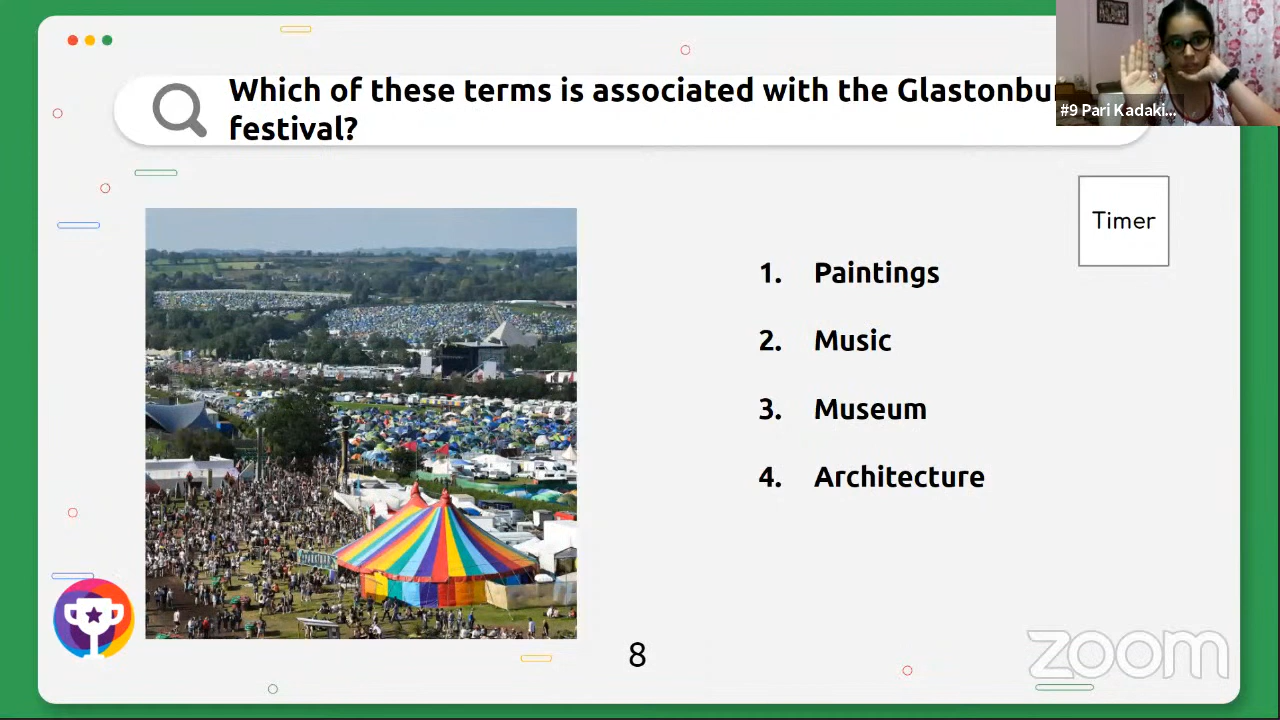 Which of these terms is associated with the Glastonbu
festival?
#9 Pari Kadaki...
Timer
1. Paintings
2. Music
3. Museum
4. Architecture
8
zoom